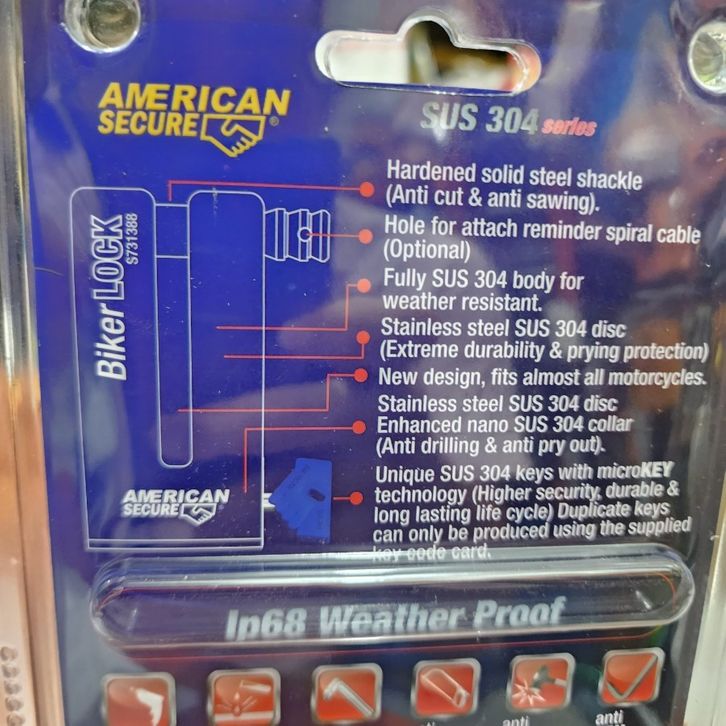 AMERICAN
SECURE
®
SUS 304 series
Hardened solid steel shackle
(Anti cut & anti sawing).
Hole for attach reminder spiral cable
(Optional)
Fully SUS 304 body for
weather resistant.
Stainless steel SUS 304 disc
(Extreme durability & prying protection)
New design, fits almost all motorcycles.
Stainless steel SUS 304 disc
Enhanced nano SUS 304 collar
(Anti drilling & anti pry out).
Unique SUS 304 keys with microKEY
technology (Higher security, durable &
long lasting life cycle) Duplicate keys
can only be produced using the supplied
key code card.
BikerLOCK
S731388
AMERICAN
SECURE
Ip68 Weather Proof
anti
anti